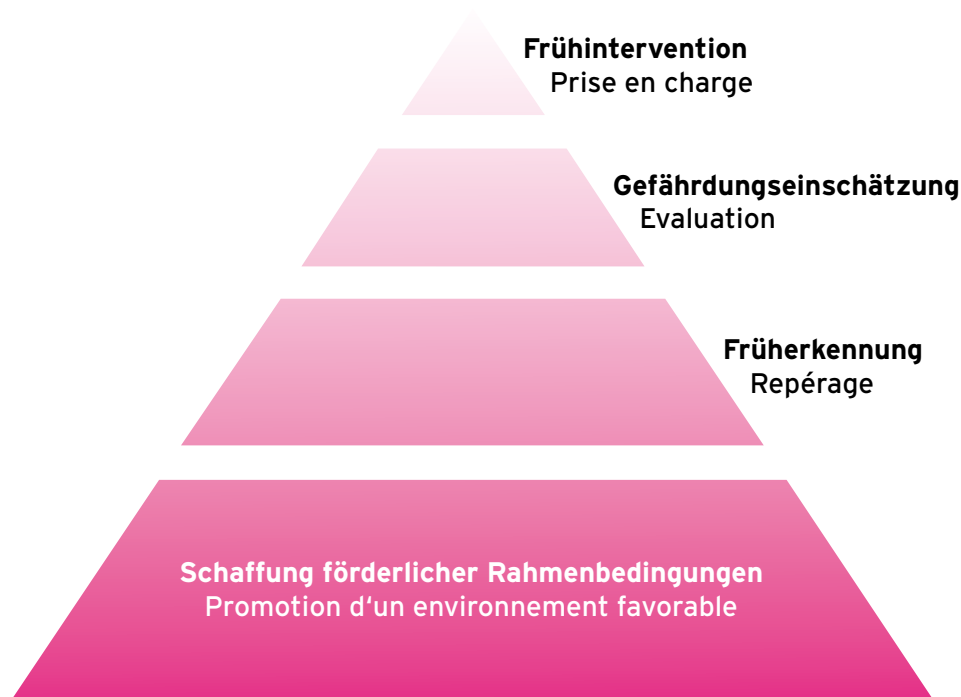 Frühintervention
Prise en charge
Gefährdungseinschätzung
Evaluation
Früherkennung
Repérage
Schaffung förderlicher Rahmenbedingungen
Promotion d‘un environnement favorable